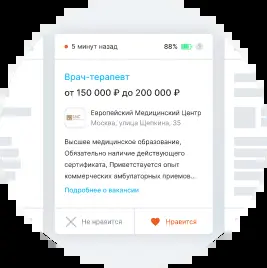 5 минут назад
88%
Врач-терапевт
от 150 000 ₽ до 200 000 ₽
Европейский Медицинский Центр
Москва, улица Щепкина, 35
Высшее медицинское образование,
Обязательно наличие действующего
сертификата, Приветствуется опыт
коммерческих амбулаторных приемов...
Подробнее о вакансии
Не нравится
Нравится